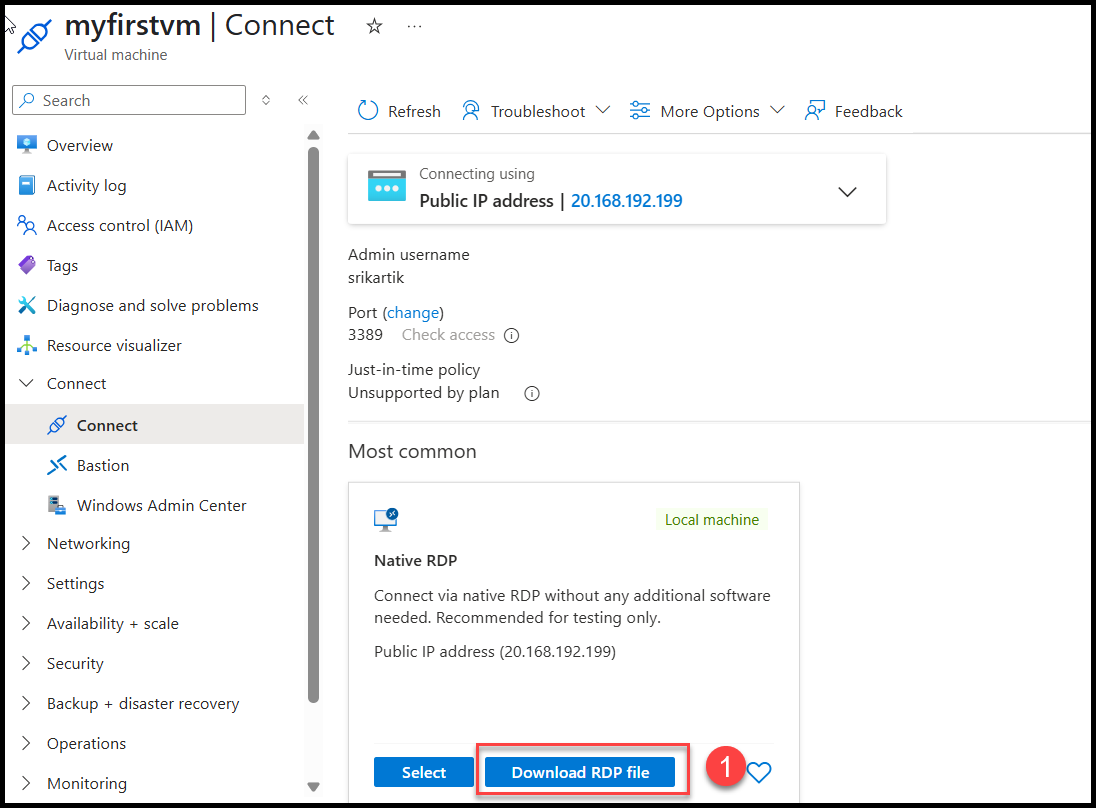 myfirstvm | Connect
Virtual machine
Search
Overview
Activity log
Access control (IAM)
Tags
Diagnose and solve problems
Resource visualizer
Connect
Connect
Bastion
Windows Admin Center
Networking
Settings
Availability + scale
Security
Backup + disaster recovery
Operations
Monitoring
Refresh
Troubleshoot
More Options
Feedback
Connecting using
Public IP address | 20.168.192.199
Admin username
srikartik
Port (change)
3389 Check access
Just-in-time policy
Unsupported by plan
Most common
Local machine
Native RDP
Connect via native RDP without any additional software
needed. Recommended for testing only.
Public IP address (20.168.192.199)
Select
Download RDP file
1